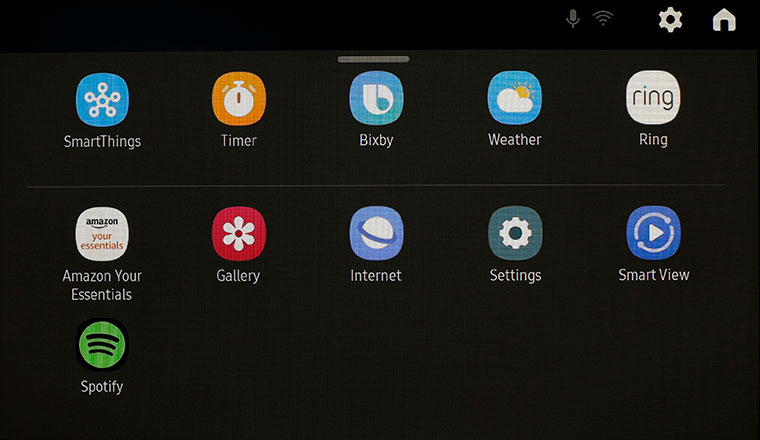 SmartThings
Timer
Bixby
Weather
ring
Ring
amazon
your
essentials
Amazon Your
Essentials
Gallery
Internet
Settings
Smart View
Spotify